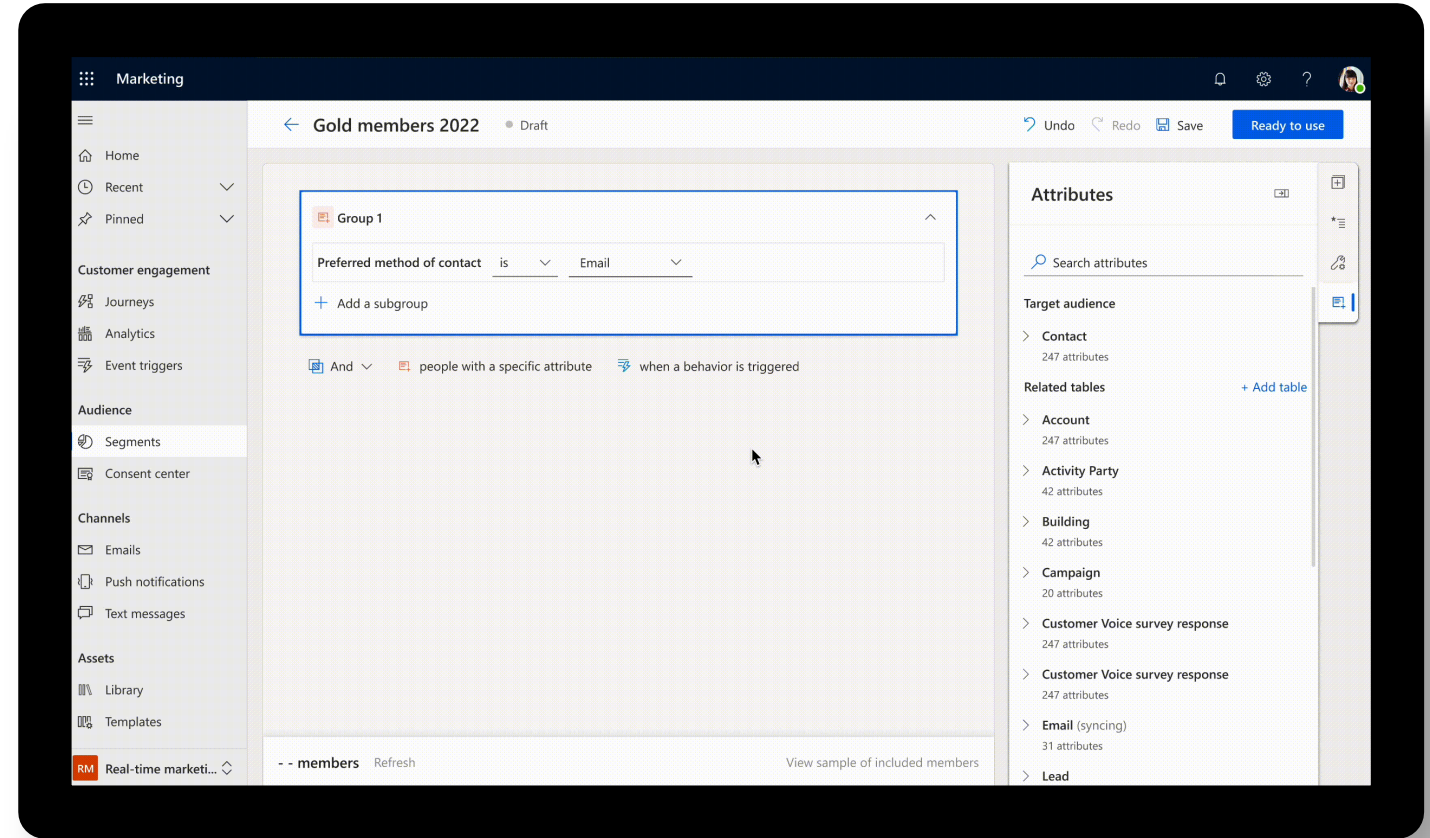 Marketing
Home
Recent
Pinned
Customer engagement
Journeys
Analytics
Event triggers
Audience
Segments
Consent center
Channels
Emails
Push notifications
Text messages
Assets
Library
Templates
RM Real-time marketi...
Gold members 2022 Draft
Undo Redo Save Ready to use
Group 1
Preferred method of contact is Email
Add a subgroup
And people with a specific attribute when a behavior is triggered
- - members Refresh View sample of included members
Attributes
Search attributes
Target audience
Contact
247 attributes
Related tables + Add table
Account
247 attributes
Activity Party
42 attributes
Building
42 attributes
Campaign
20 attributes
Customer Voice survey response
247 attributes
Customer Voice survey response
247 attributes
Email (syncing)
31 attributes
Lead